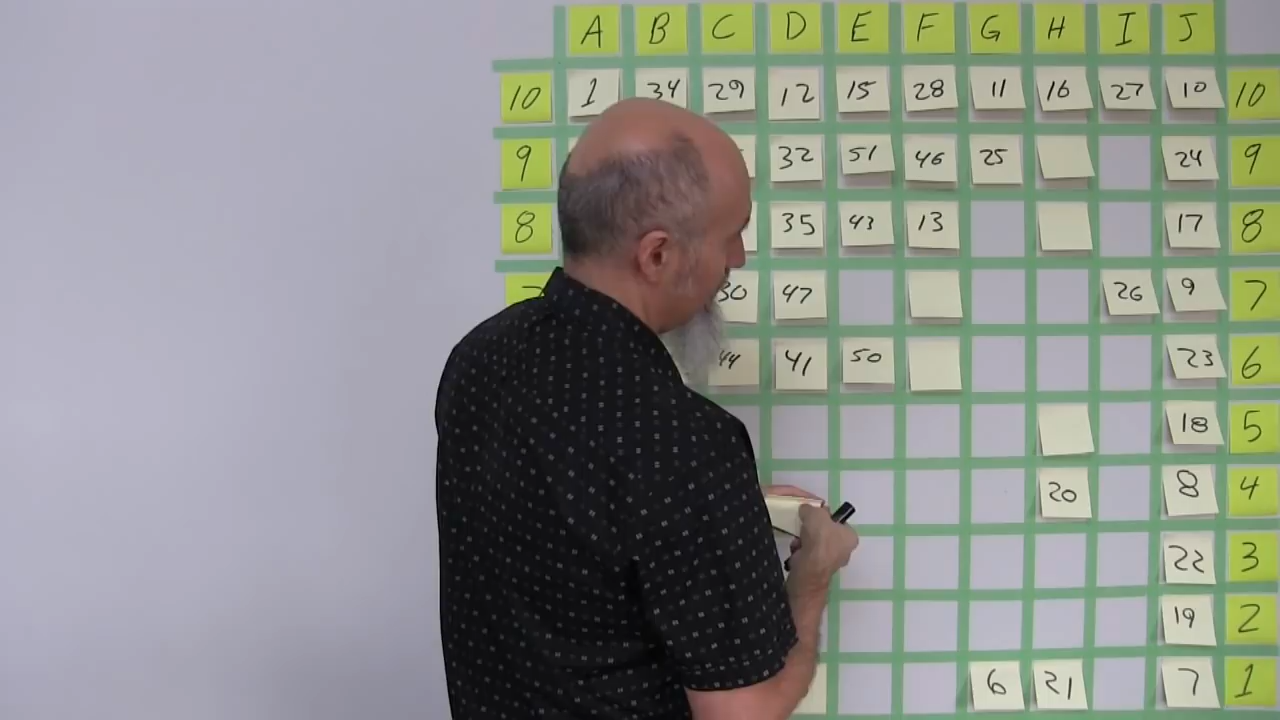 A B C D E F G H I J
10 1 34 29 12 15 28 11 16 27 10 10
9 32 51 46 25 24 9
8 35 43 13 17 8
30 47 26 9 7
44 41 50 23 6
18 5
20 8 4
22 3
19 2
6 21 7 1